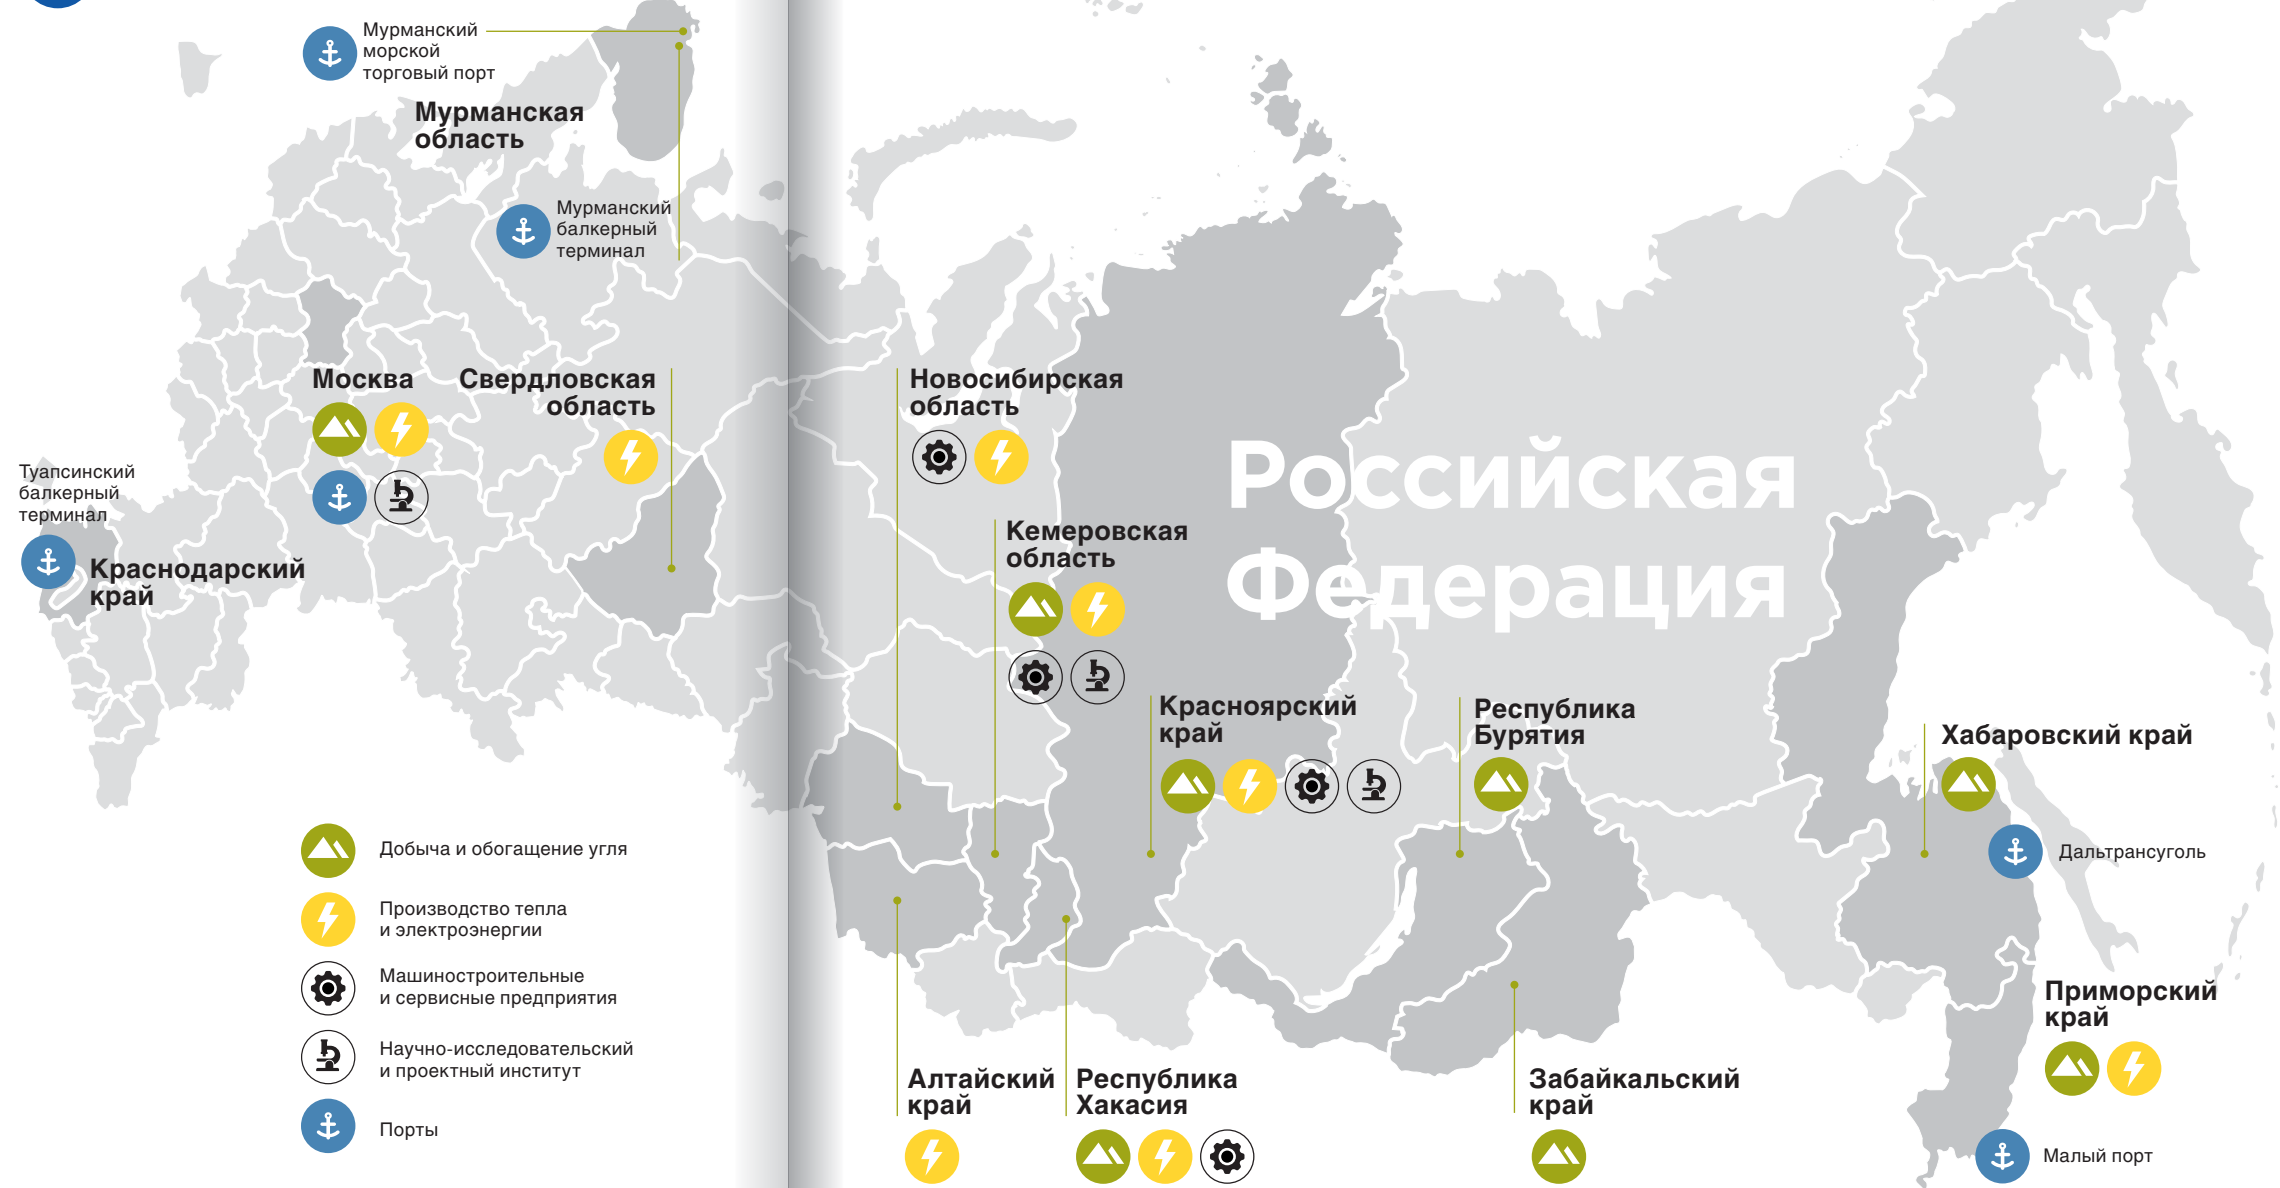 Мурманский
морской
торговый порт
Мурманская
область
Мурманский
балкерный
терминал
Москва
Свердловская
область
Новосибирская
область
Российская
Федерация
Туапсинский
балкерный
терминал
Краснодарский
край
Кемеровская
область
Красноярский
край
Республика
Бурятия
Хабаровский край
Дальтрансуголь
Добыча и обогащение угля
Производство тепла
и электроэнергии
Машиностроительные
и сервисные предприятия
Научно-исследовательский
и проектный институт
Порты
Алтайский
край
Республика
Хакасия
Забайкальский
край
Приморский
край
Малый порт